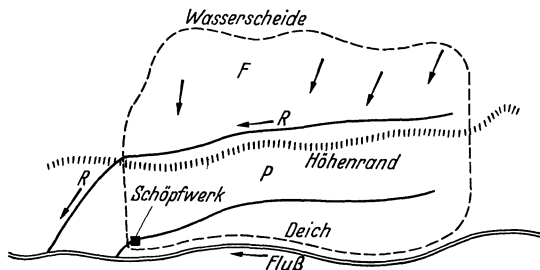 Wasserscheide
F
R
Höhenrand
R
P
Schöpfwerk
Deich
Fluß